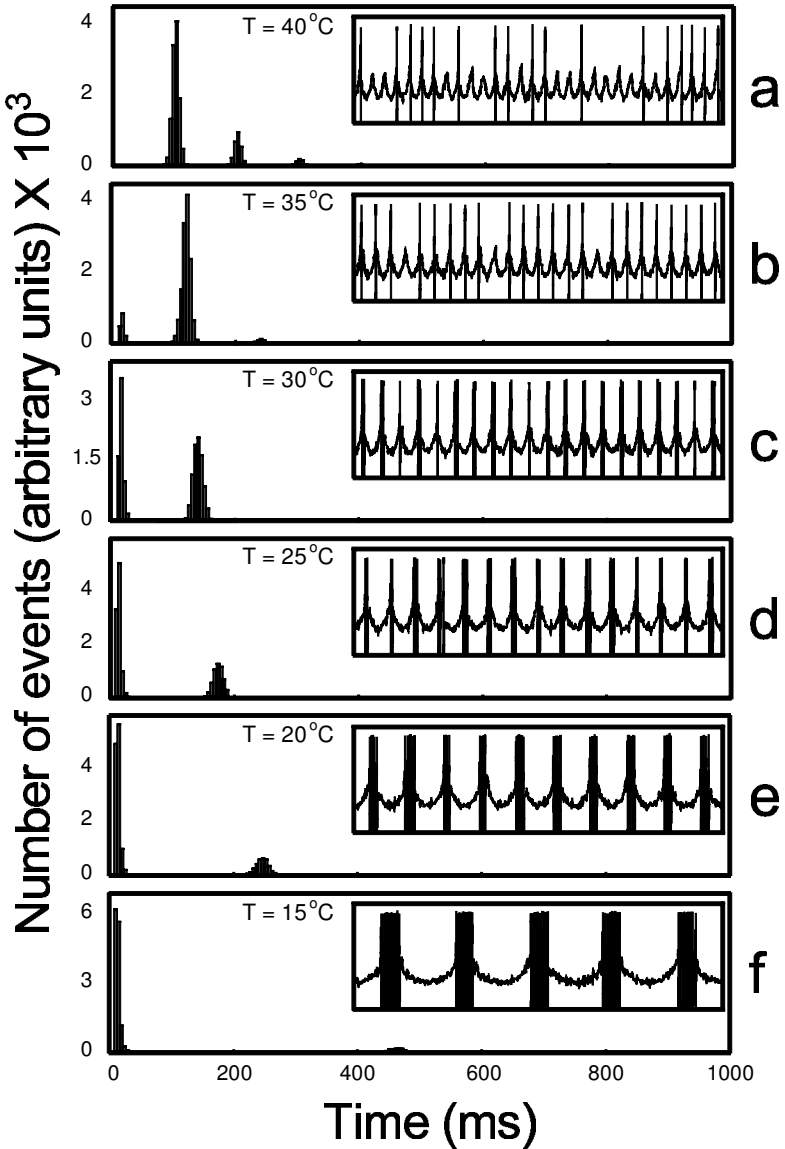 Number of events (arbitrary units) X 10³
T = 40°C
4
2
0
a
T = 35°C
4
2
0
b
T = 30°C
3
1.5
0
c
T = 25°C
4
2
0
d
T = 20°C
4
2
0
e
T = 15°C
6
3
0
f
0 200 400 600 800 1000
Time (ms)